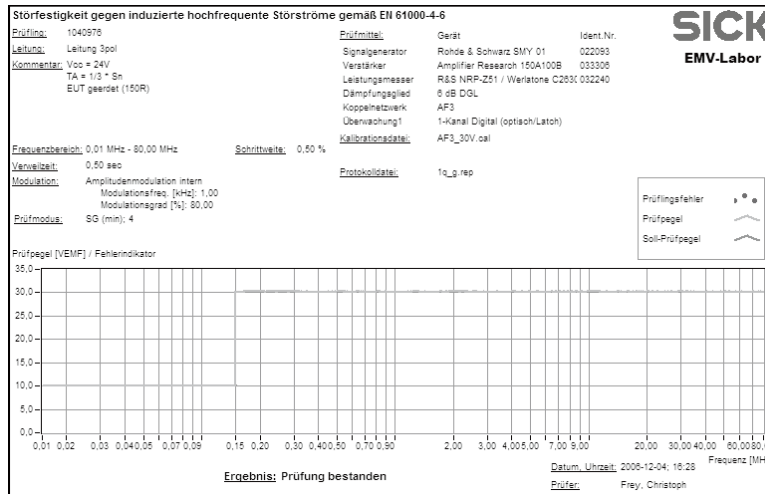 Störfestigkeit gegen induzierte hochfrequente Störströme gemäß EN 61000-4-6
SICK
EMV-Labor
Prüfling: 1040976
Leitung: Leitung 3pol
Kommentar: Vcc = 24V
TA = 1/3 * Sn
EUT geerdet (150R)
Prüfmittel: Gerät Ident.Nr.
Signalgenerator Rohde & Schwarz SMY 01 022093
Verstärker Amplifier Research 150A100B 033306
Leistungsmesser R&S NRP-Z51 / Werlatone C2630 032240
Dämpfungsglied 6 dB DGL
Koppelnetzwerk AF3
Überwachung1 1-Kanal Digital (optisch/Latch)
Kalibrationsdatei: AF3_30V.cal
Frequenzbereich: 0,01 MHz - 80,00 MHz Schrittweite: 0,50 %
Verweilzeit: 0,50 sec
Protokolldatei: 1q_g.rep
Modulation: Amplitudenmodulation intern
Modulationsfreq. [kHz]: 1,00
Modulationsgrad [%]: 80,00
Prüfmodus: SG (min): 4
Prüflingsfehler
Prüfpegel
Soll-Prüfpegel
Prüfpegel [VEMF] / Fehlerindikator
35,0
30,0
25,0
20,0
15,0
10,0
5,0
0,0
0,01 0,02 0,03 0,04 0,05 0,07 0,09 0,15 0,20 0,30 0,40 0,50 0,70 0,90 2,00 3,00 4,00 5,00 7,00 9,00 20,00 30,00 40,00 60,00 80,
Frequenz [MH
Ergebnis: Prüfung bestanden
Datum, Uhrzeit: 2006-12-04; 16:28
Prüfer: Frey, Christoph